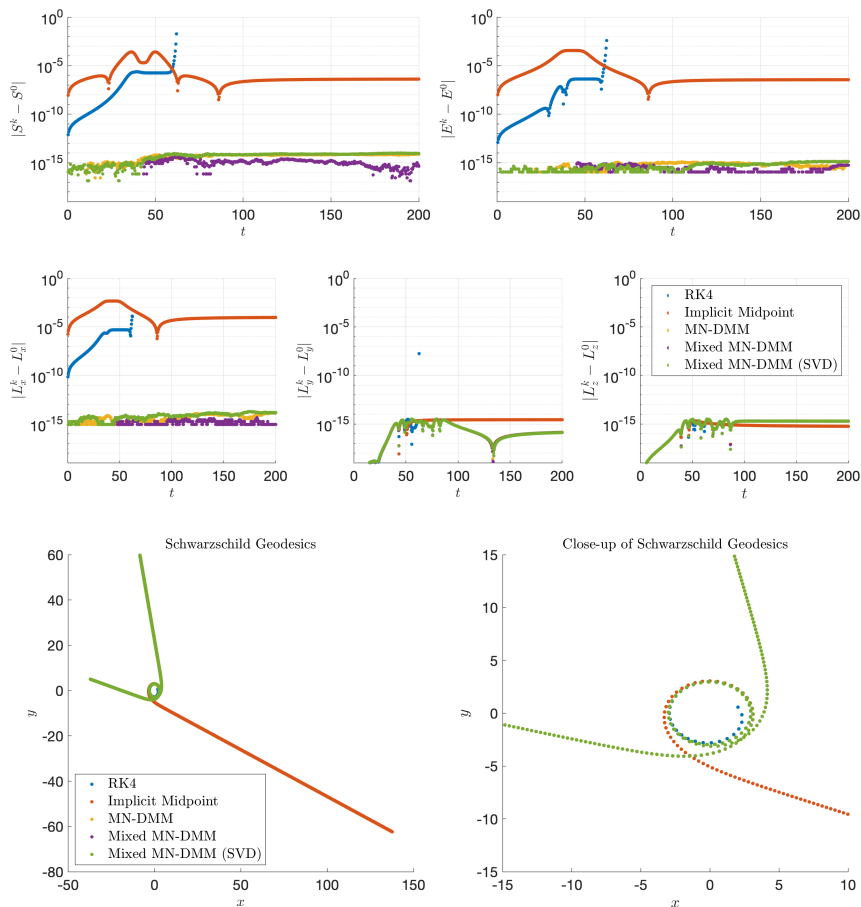 10^0
10^-5
10^-10
10^-15
|S^k − S^0|
0 50 100 150 200
t
10^0
10^-5
10^-10
10^-15
|E^k − E^0|
0 50 100 150 200
t
10^0
10^-5
10^-10
10^-15
|L_x^k − L_x^0|
0 50 100 150 200
t
10^0
10^-5
10^-10
10^-15
|L_y^k − L_y^0|
0 50 100 150 200
t
10^0
10^-5
10^-10
10^-15
|L_z^k − L_z^0|
RK4
Implicit Midpoint
MN-DMM
Mixed MN-DMM
Mixed MN-DMM (SVD)
0 50 100 150 200
t
Schwarzschild Geodesics
60
40
20
0
-20
-40
-60
-80
y
RK4
Implicit Midpoint
MN-DMM
Mixed MN-DMM
Mixed MN-DMM (SVD)
-50 0 50 100 150
x
Close-up of Schwarzschild Geodesics
15
10
5
0
-5
-10
-15
y
-15 -10 -5 0 5 10
x